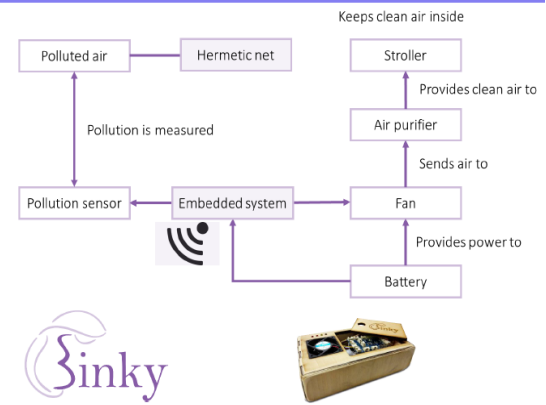 Keeps clean air inside
Polluted air
Hermetic net
Stroller
Provides clean air to
Air purifier
Pollution is measured
Sends air to
Pollution sensor
Embedded system
Fan
Provides power to
Battery
Binky